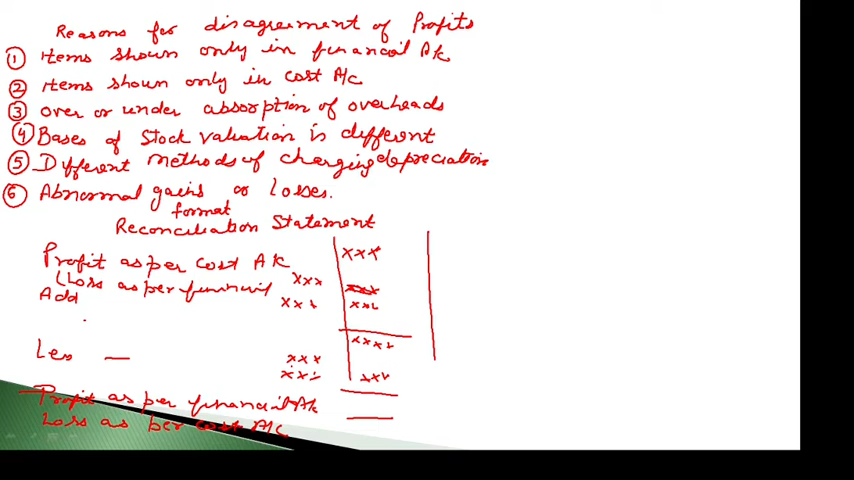 Reasons for disagreement of Profits
① Items shown only in financial A/c
② items shown only in cost A/c
③ over or under absorption of overheads
④ Bases of Stock valuation is different
⑤ Different methods of charging depreciation
⑥ Abnormal gains or Losses.
format
Reconciliation Statement
Profit as per cost A/c xxx
(Loss as per financial xxx xxx
Add xxx xxx
xxxx
Less — xxx
xxx xxx
Profit as per financial A/c
Loss as per cost A/c